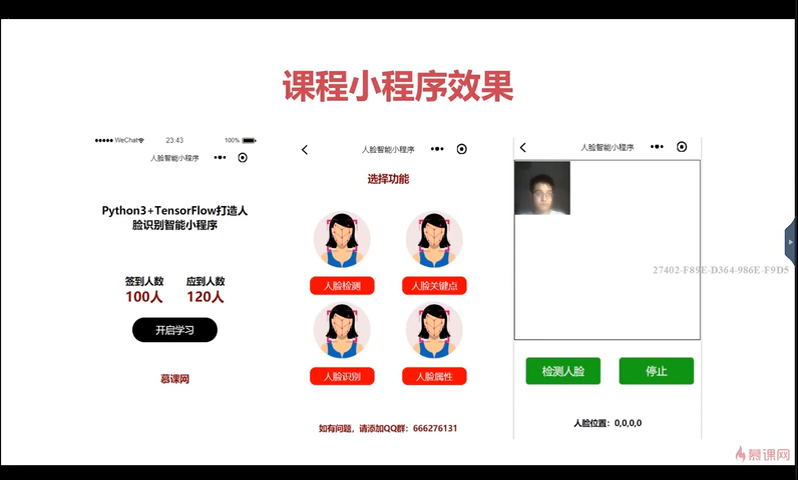 课程小程序效果
●●●●● WeChat 23:43 100%
人脸智能小程序
Python3+TensorFlow打造人
脸识别智能小程序
签到人数 应到人数
100人 120人
开启学习
慕课网
人脸智能小程序
选择功能
人脸检测 人脸关键点
人脸识别 人脸属性
如有问题，请添加QQ群：666276131
人脸智能小程序
27402-F89E-D364-986E-F9D5
检测人脸 停止
人脸位置：0,0,0,0
慕课网